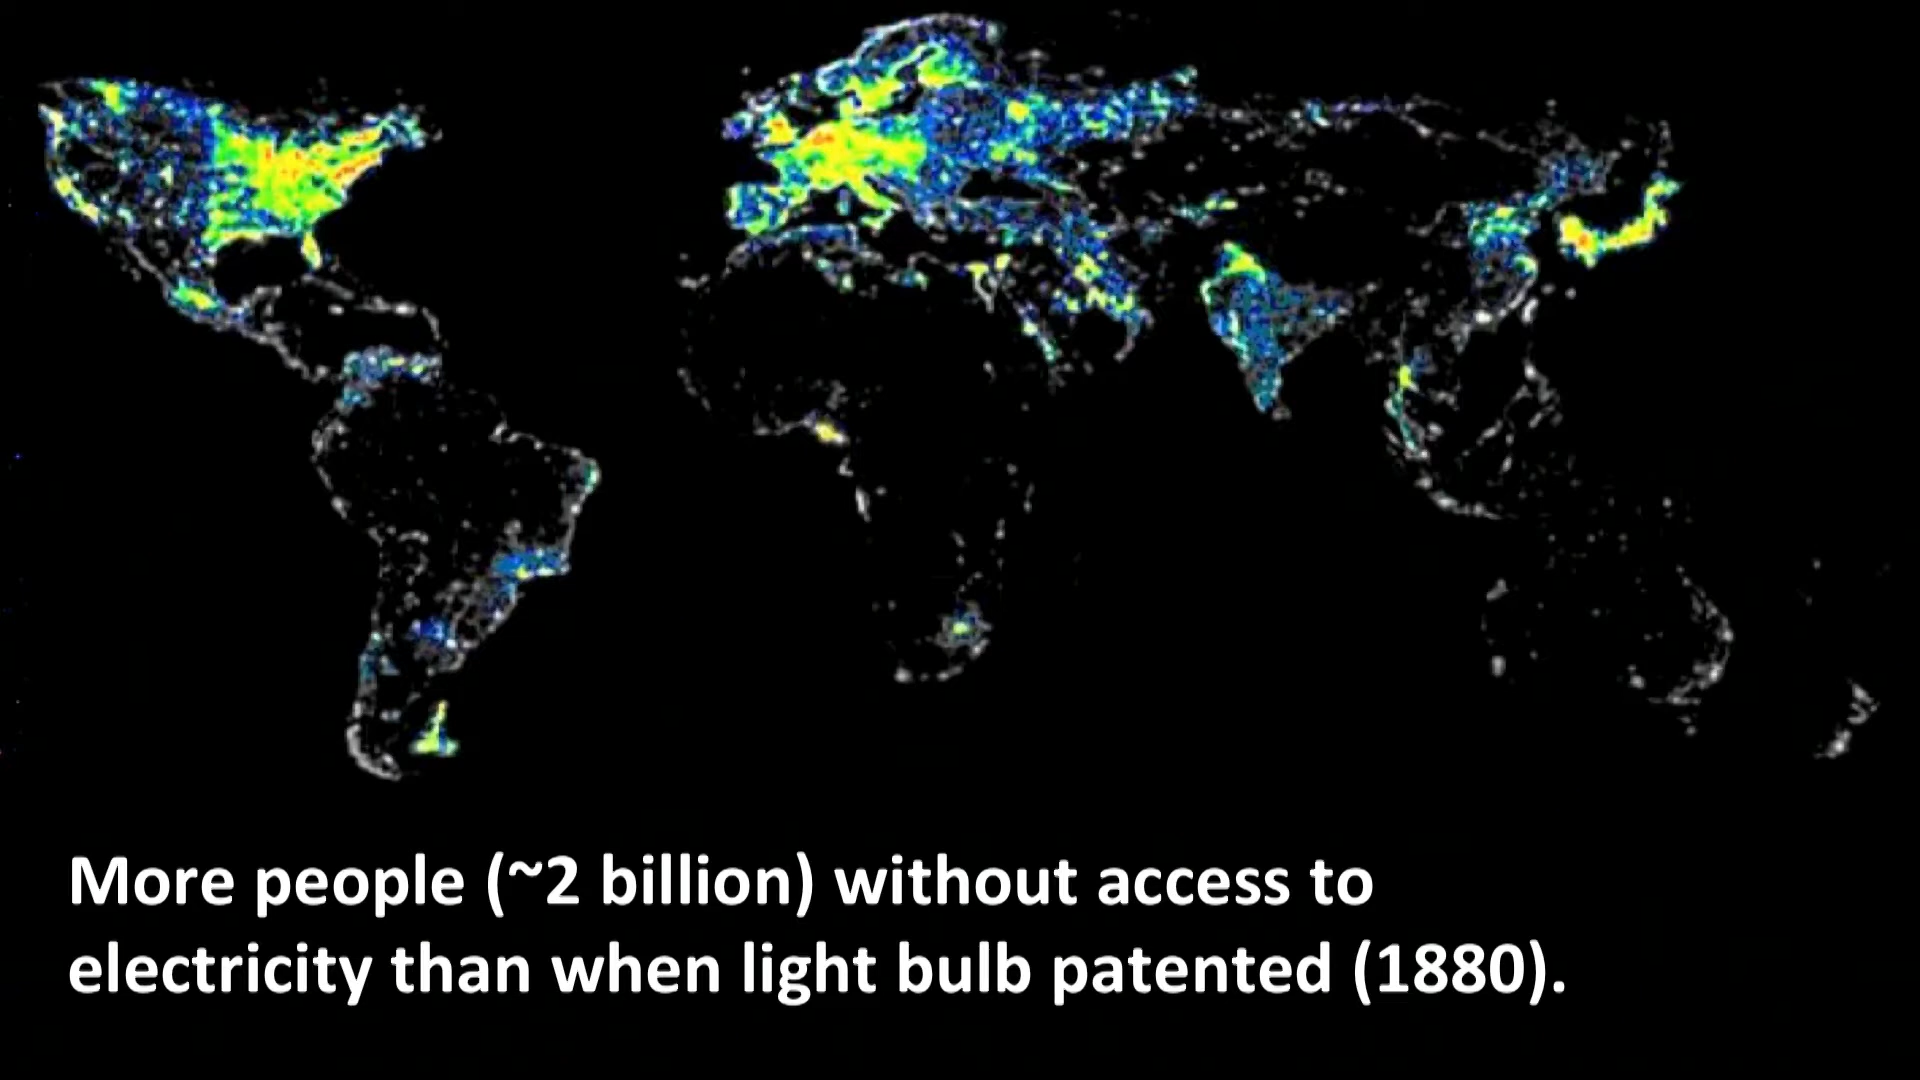 More people (~2 billion) without access to
electricity than when light bulb patented (1880).